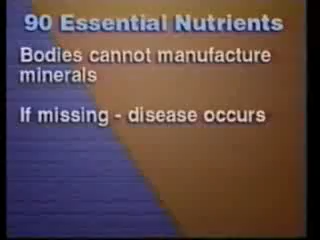 90 Essential Nutrients
Bodies cannot manufacture
minerals
If missing - disease occurs